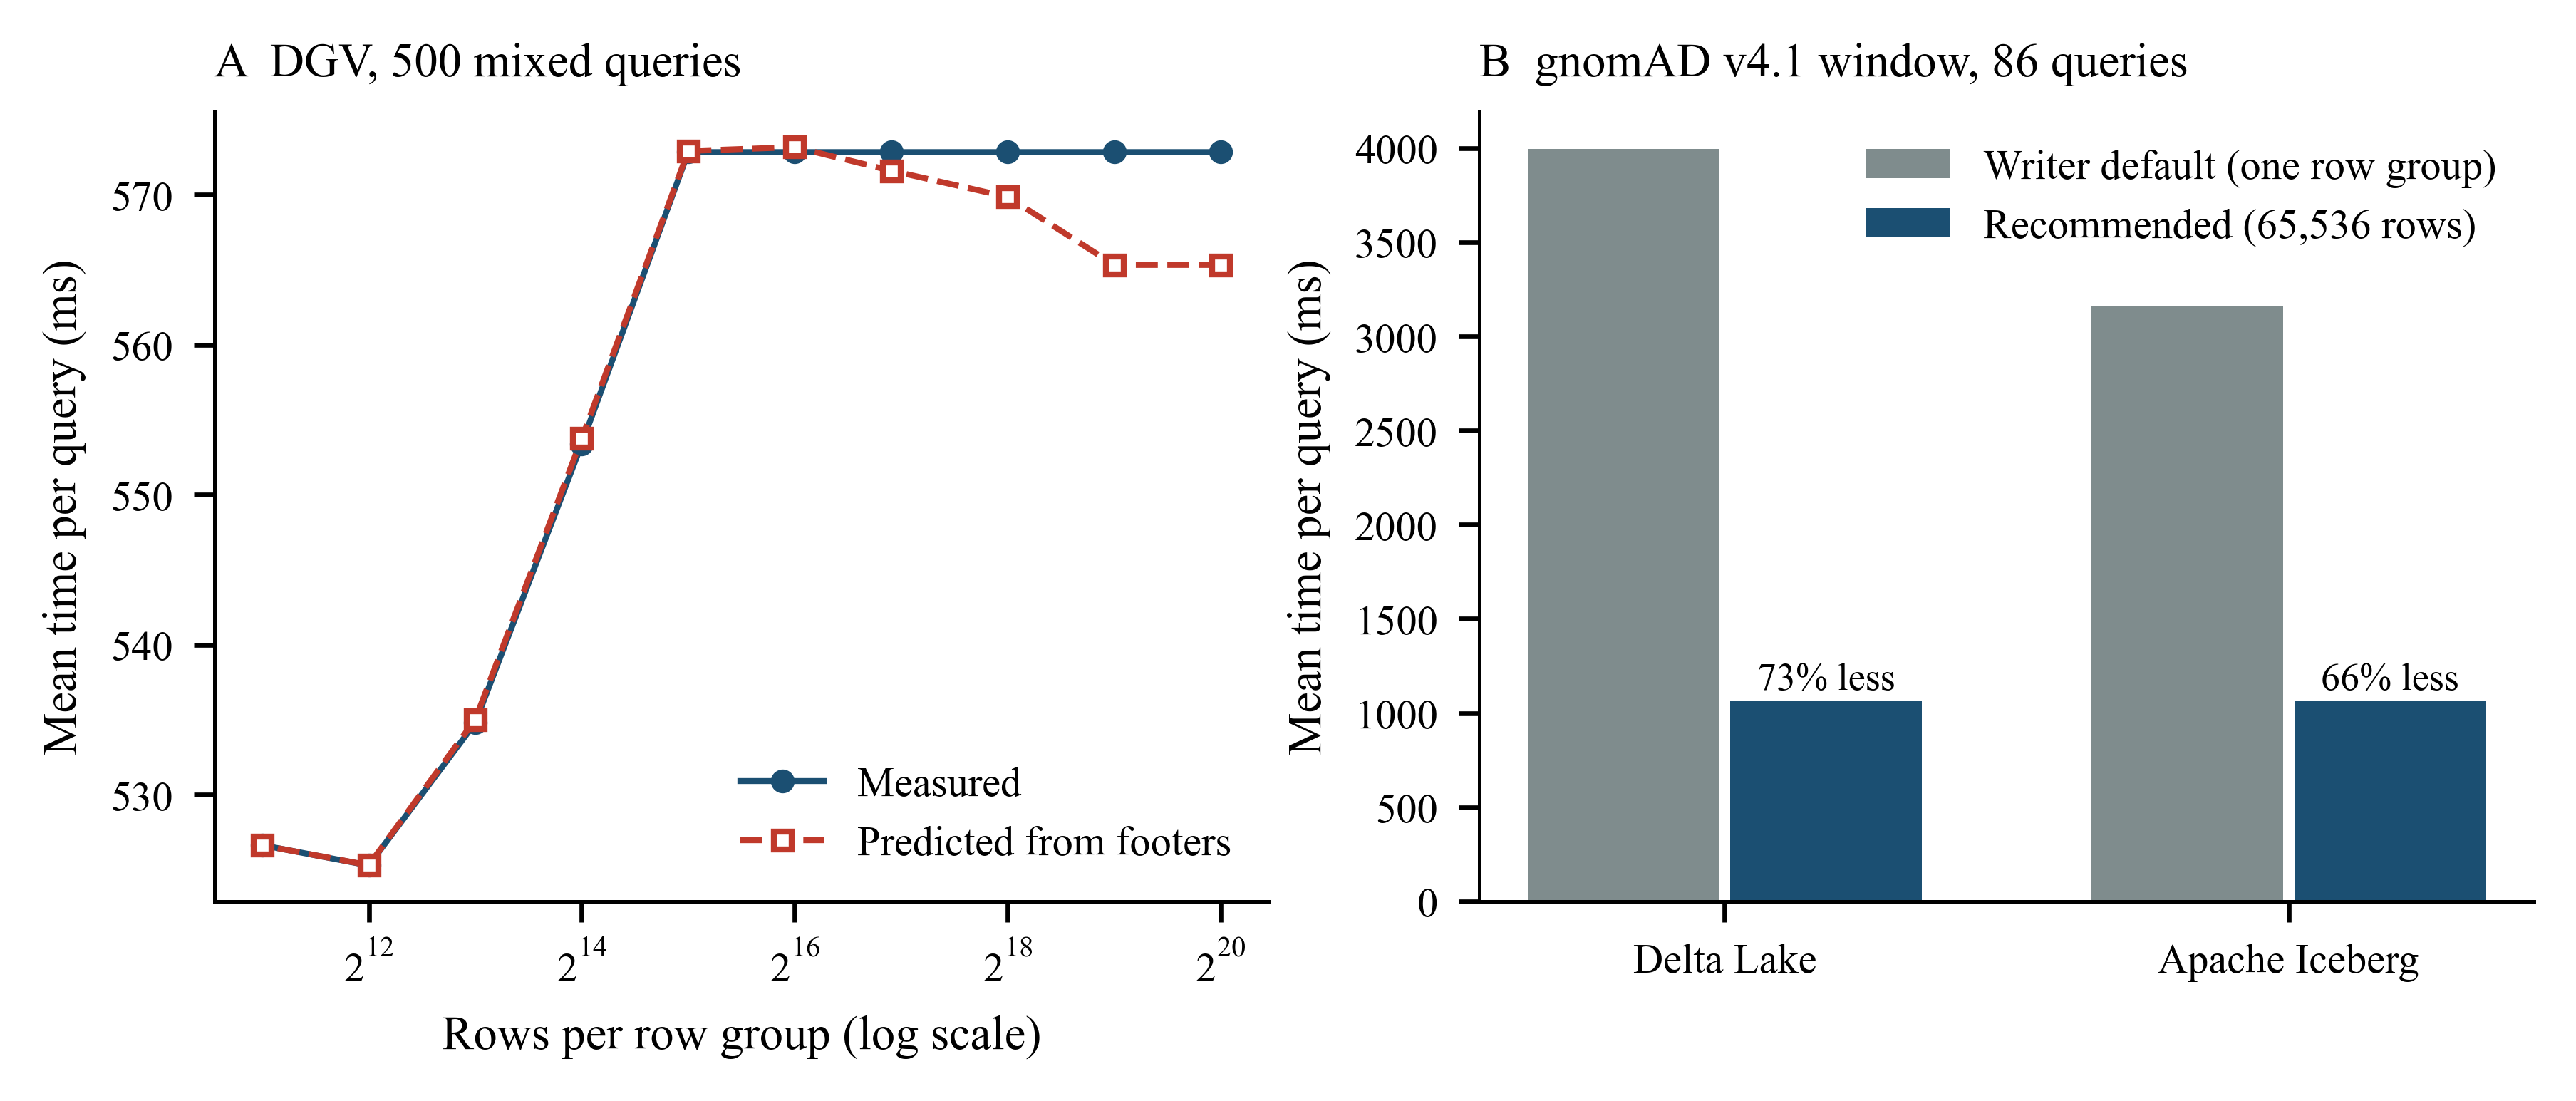 A DGV, 500 mixed queries
Mean time per query (ms)
570
560
550
540
530
Measured
Predicted from footers
2^12
2^14
2^16
2^18
2^20
Rows per row group (log scale)
B gnomAD v4.1 window, 86 queries
Mean time per query (ms)
4000
3500
3000
2500
2000
1500
1000
500
0
Writer default (one row group)
Recommended (65,536 rows)
73% less
66% less
Delta Lake
Apache Iceberg